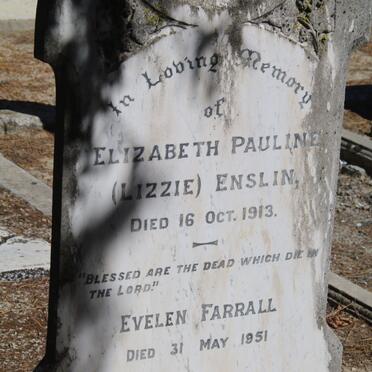 In Loving Memory
of
ELIZABETH PAULINE
(LIZZIE) ENSLIN,
DIED 16 OCT. 1913.
"BLESSED ARE THE DEAD WHICH DIE IN
THE LORD."
EVELEN FARRALL
DIED 31 MAY 1951